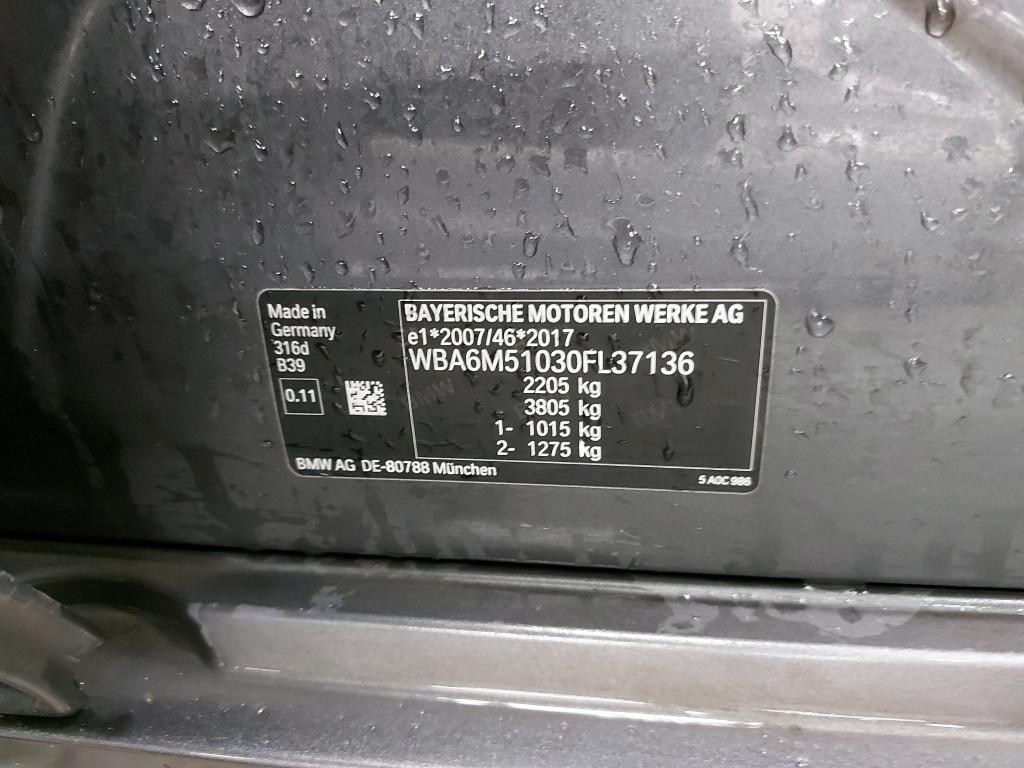 Made in
Germany
316d
B39
0.11
BAYERISCHE MOTOREN WERKE AG
e1*2007/46*2017
WBA6M51030FL37136
2205 kg
3805 kg
1- 1015 kg
2- 1275 kg
BMW AG DE-80788 München
5 A0C 986